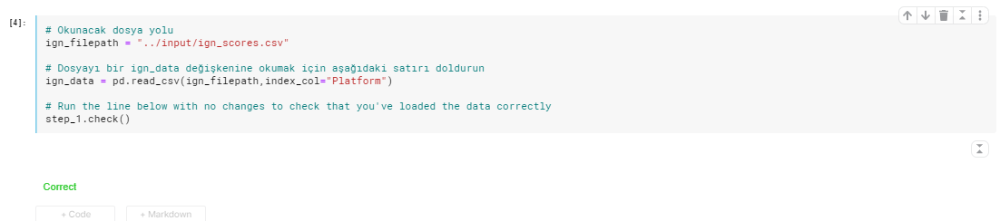 [4]:
# Okunacak dosya yolu
ign_filepath = "../input/ign_scores.csv"
# Dosyayı bir ign_data değişkenine okumak için aşağıdaki satırı doldurun
ign_data = pd.read_csv(ign_filepath,index_col="Platform")
# Run the line below with no changes to check that you've loaded the data correctly
step_1.check()
Correct
+ Code + Markdown